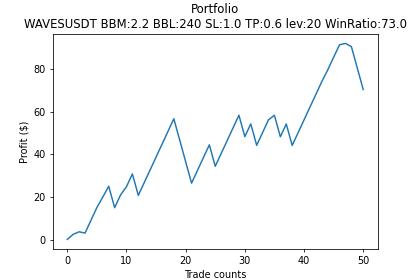 Portfolio
WAVESUSDT BBM:2.2 BBL:240 SL:1.0 TP:0.6 lev:20 WinRatio:73.0
Profit ($)
80
60
40
20
0
0 10 20 30 40 50
Trade counts